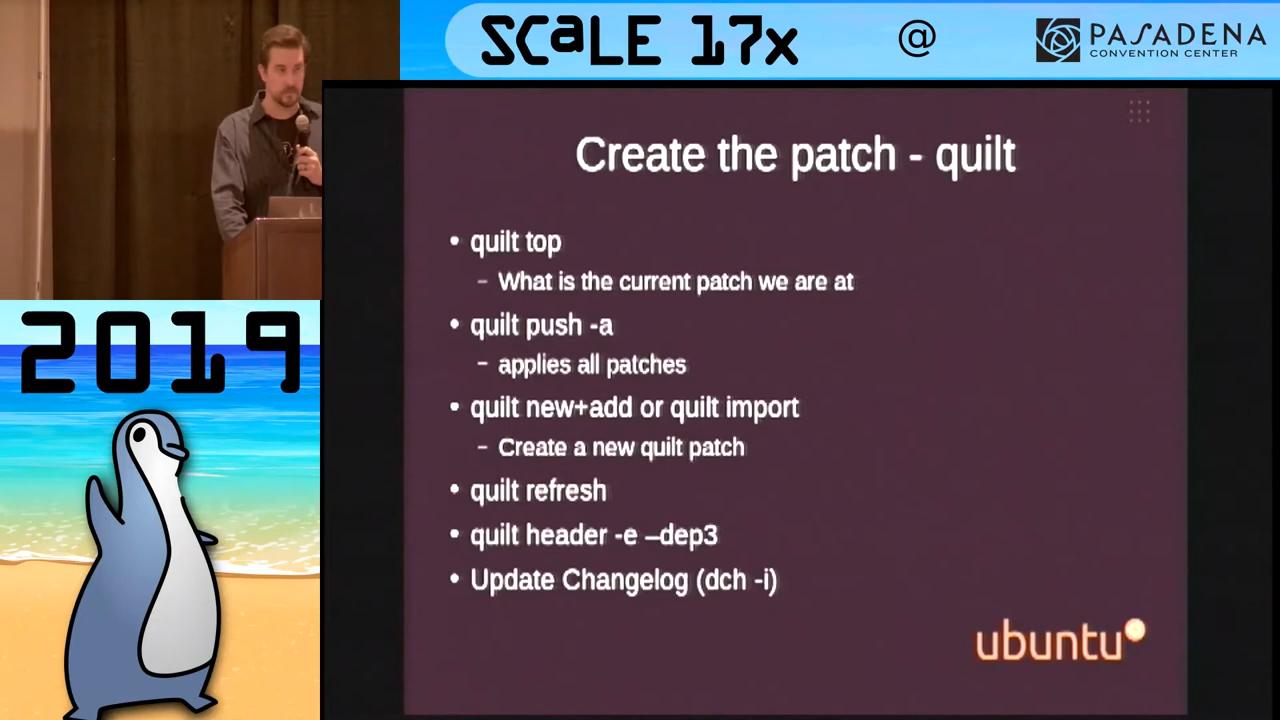 SCaLE 17x @ PASADENA
CONVENTION CENTER
Create the patch - quilt
• quilt top
– What is the current patch we are at
• quilt push -a
– applies all patches
• quilt new+add or quilt import
– Create a new quilt patch
• quilt refresh
• quilt header -e –dep3
• Update Changelog (dch -i)
ubuntu
2019